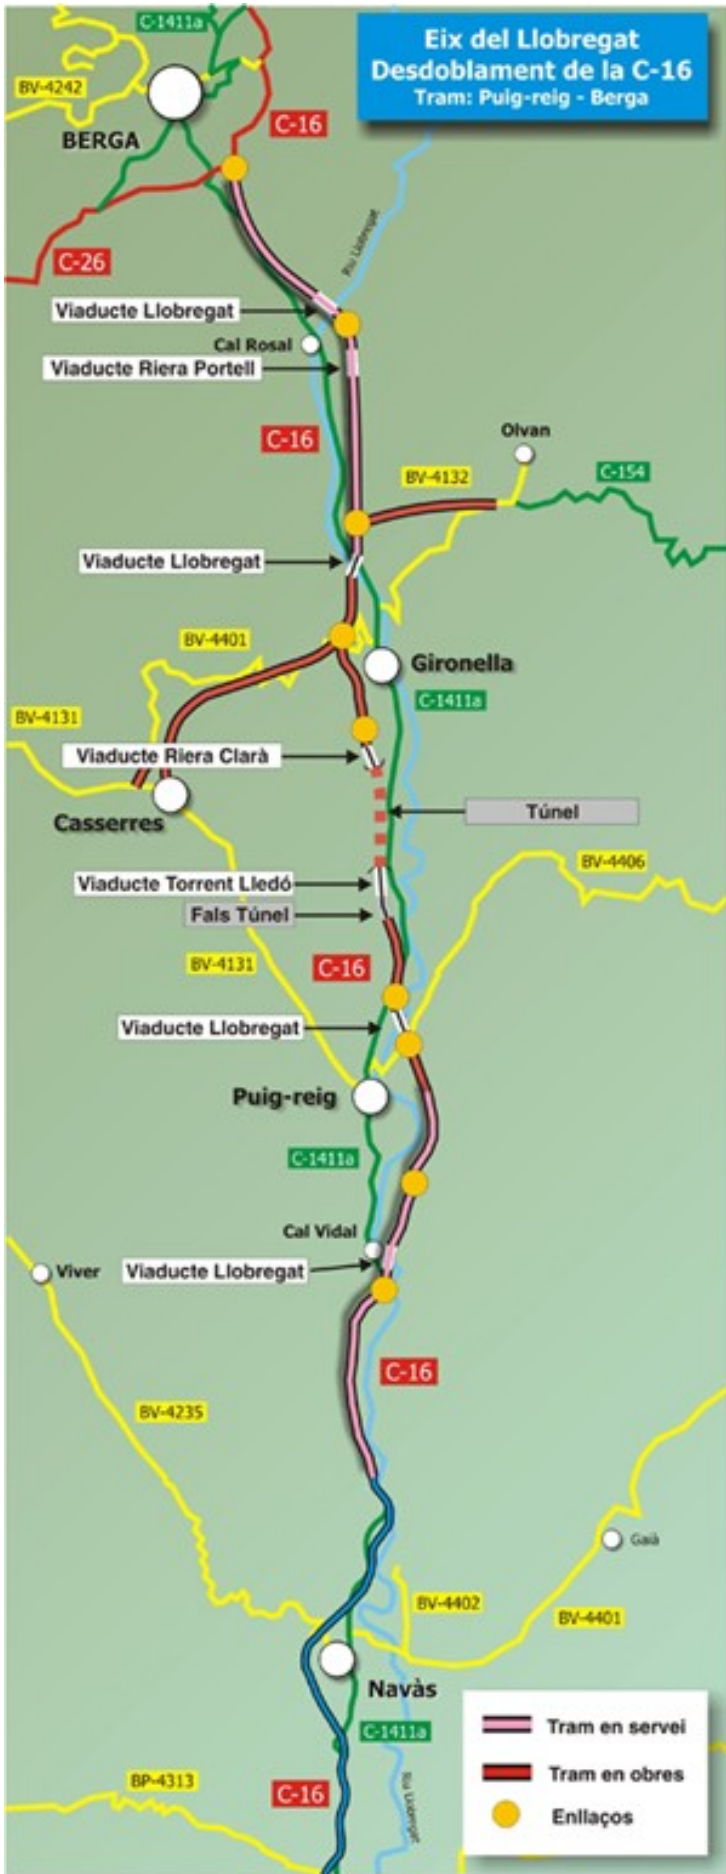 Eix del Llobregat
Desdoblament de la C-16
Tram: Puig-reig - Berga
C-1411a
BV-4242
BERGA
C-16
Riu Llobregat
C-26
Viaducte Llobregat
Cal Rosal
Viaducte Riera Portell
C-16
Olvan
BV-4132
C-154
Viaducte Llobregat
BV-4401
Gironella
C-1411a
BV-4131
Viaducte Riera Clarà
Casserres
Túnel
BV-4406
Viaducte Torrent Lledó
Fals Túnel
BV-4131
C-16
Viaducte Llobregat
Puig-reig
C-1411a
Cal Vidal
Viver
Viaducte Llobregat
C-16
BV-4235
Gaià
BV-4402
BV-4401
Navàs
C-1411a
BP-4313
C-16
Riu Llobregat
Tram en servei
Tram en obres
Enllaços